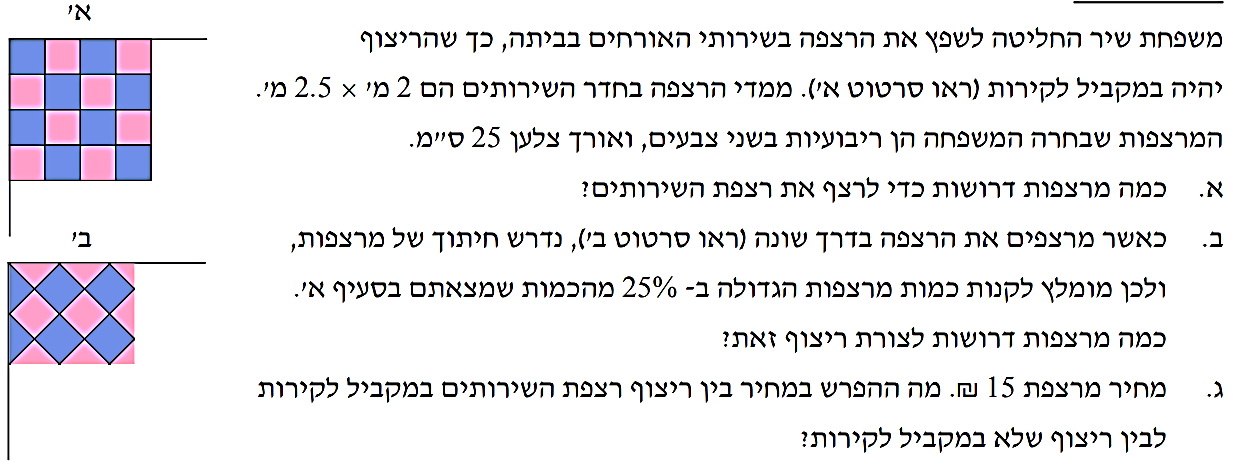 משפחת שיר החליטה לשפץ את הרצפה בשירותי האורחים בביתה, כך שהריצוף
יהיה במקביל לקירות (ראו סרטוט א'). ממדי הרצפה בחדר השירותים הם 2 מ' × 2.5 מ'.
המרצפות שבחרה המשפחה הן ריבועיות בשני צבעים, ואורך צלען 25 ס"מ.
א. כמה מרצפות דרושות כדי לרצף את רצפת השירותים?
ב. כאשר מרצפים את הרצפה בדרך שונה (ראו סרטוט ב'), נדרש חיתוך של מרצפות,
ולכן מומלץ לקנות כמות מרצפות הגדולה ב- 25% מהכמות שמצאתם בסעיף א'.
כמה מרצפות דרושות לצורת ריצוף זאת?
ג. מחיר מרצפת 15 ₪. מה ההפרש במחיר בין ריצוף רצפת השירותים במקביל לקירות
לבין ריצוף שלא במקביל לקירות?
א'
ב'